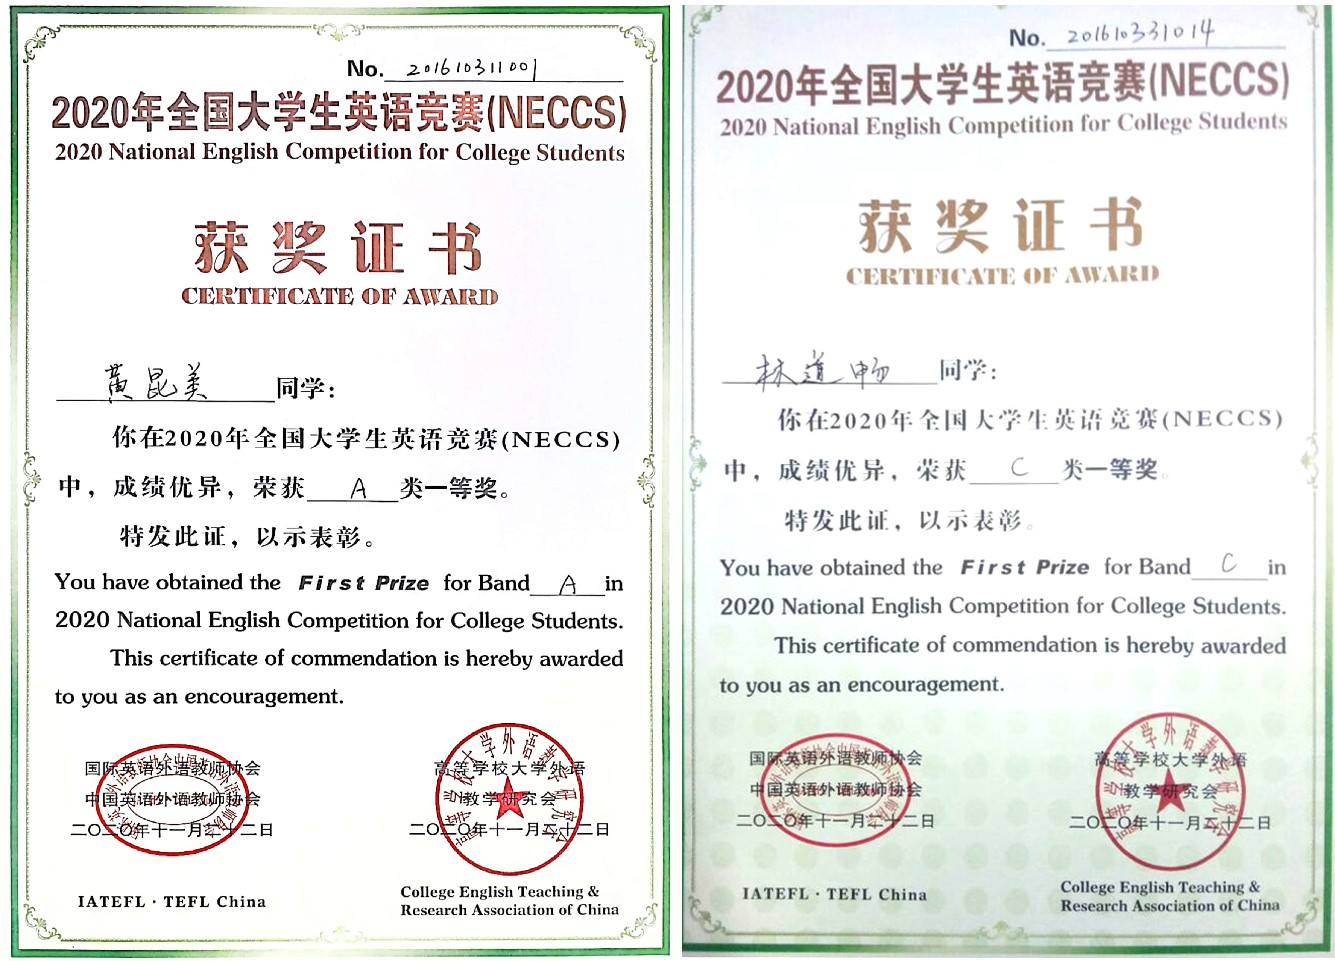 No. 20161031001
2020年全国大学生英语竞赛(NECCS)
2020 National English Competition for College Students
获奖证书
CERTIFICATE OF AWARD
黄昆美 同学：
你在2020年全国大学生英语竞赛(NECCS)
中，成绩优异，荣获 A 类一等奖。
特发此证，以示表彰。
You have obtained the First Prize for Band A in
2020 National English Competition for College Students.
This certificate of commendation is hereby awarded
to you as an encouragement.
国际英语外语教师协会
中国英语外语教师协会
二〇二〇年十一月二十二日
IATEFL · TEFL China
高等学校大学外语
教学研究会
二〇二〇年十一月二十二日
College English Teaching &
Research Association of China
No. 201610331014
2020年全国大学生英语竞赛(NECCS)
2020 National English Competition for College Students
获奖证书
CERTIFICATE OF AWARD
林道畅 同学：
你在2020年全国大学生英语竞赛(NECCS)
中，成绩优异，荣获 C 类一等奖。
特发此证，以示表彰。
You have obtained the First Prize for Band C in
2020 National English Competition for College Students.
This certificate of commendation is hereby awarded
to you as an encouragement.
国际英语外语教师协会
中国英语外语教师协会
二〇二〇年十一月二十二日
IATEFL · TEFL China
高等学校大学外语
教学研究会
二〇二〇年十一月二十二日
College English Teaching &
Research Association of China